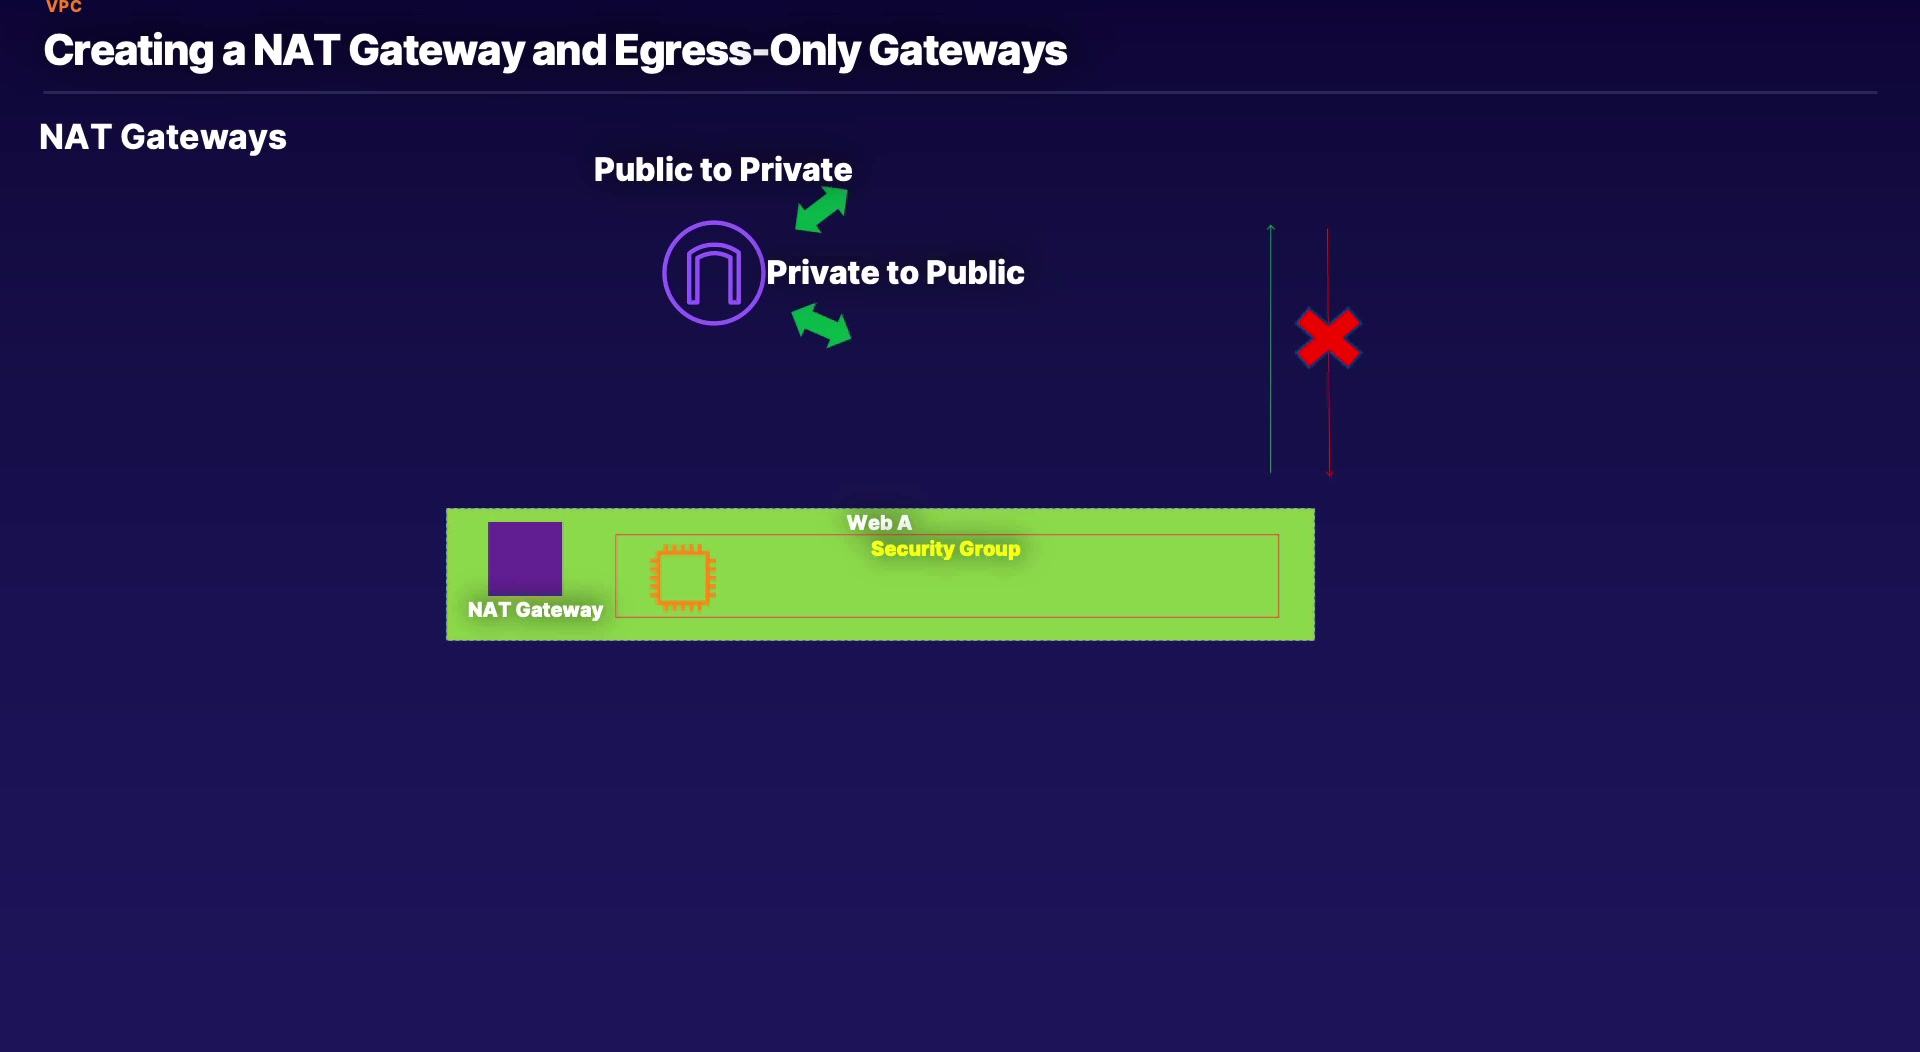 VPC
Creating a NAT Gateway and Egress-Only Gateways
NAT Gateways
Public to Private
Private to Public
Web A
Security Group
NAT Gateway